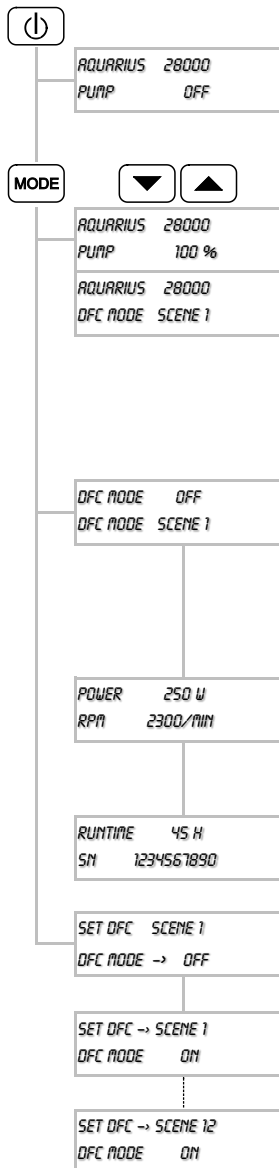 AQUARIUS 28000
PUMP OFF
MODE
AQUARIUS 28000
PUMP 100 %
AQUARIUS 28000
DFC MODE SCENE 1
DFC MODE OFF
DFC MODE SCENE 1
POWER 250 W
RPM 2300/MIN
RUNTIME 45 H
SN 1234567890
SET DFC SCENE 1
DFC MODE -> OFF
SET DFC -> SCENE 1
DFC MODE ON
SET DFC -> SCENE 12
DFC MODE ON